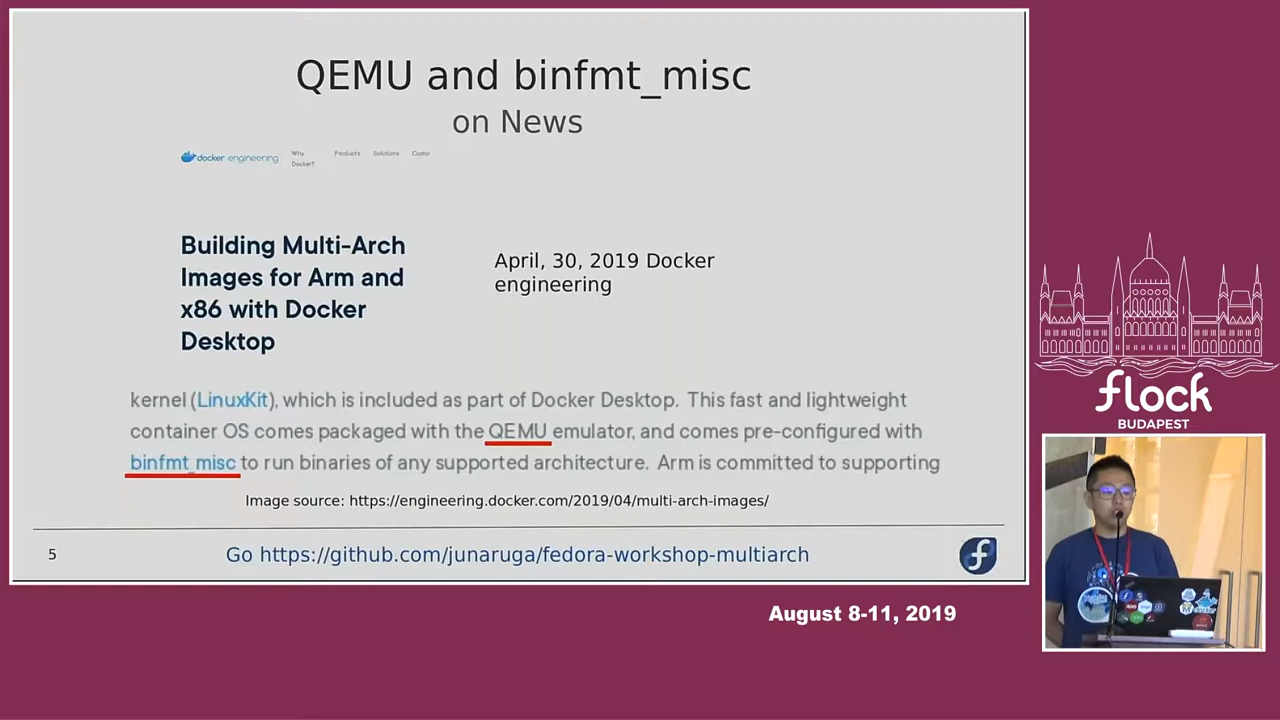 QEMU and binfmt_misc
on News
docker engineering
Why
Docker?
Products
Solutions
Custo
Building Multi-Arch
Images for Arm and
x86 with Docker
Desktop
April, 30, 2019 Docker
engineering
kernel (LinuxKit), which is included as part of Docker Desktop. This fast and lightweight
container OS comes packaged with the QEMU emulator, and comes pre-configured with
binfmt_misc to run binaries of any supported architecture. Arm is committed to supporting
Image source: https://engineering.docker.com/2019/04/multi-arch-images/
5
Go https://github.com/junaruga/fedora-workshop-multiarch
flock
BUDAPEST
August 8-11, 2019